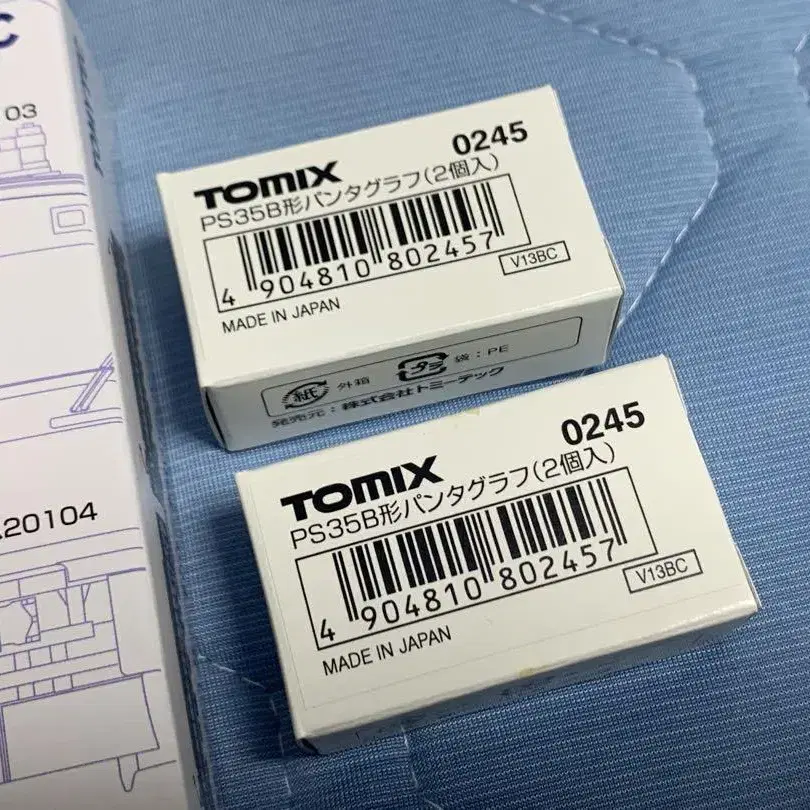 C
03
20104
TOMIX
0245
PS35B形パンタグラフ(2個入)
4 904810 802457
V13BC
MADE IN JAPAN
紙
外箱
プラ
袋：PE
発売元：株式会社トミーテック
TOMIX
0245
PS35B形パンタグラフ(2個入)
4 904810 802457
V13BC
MADE IN JAPAN